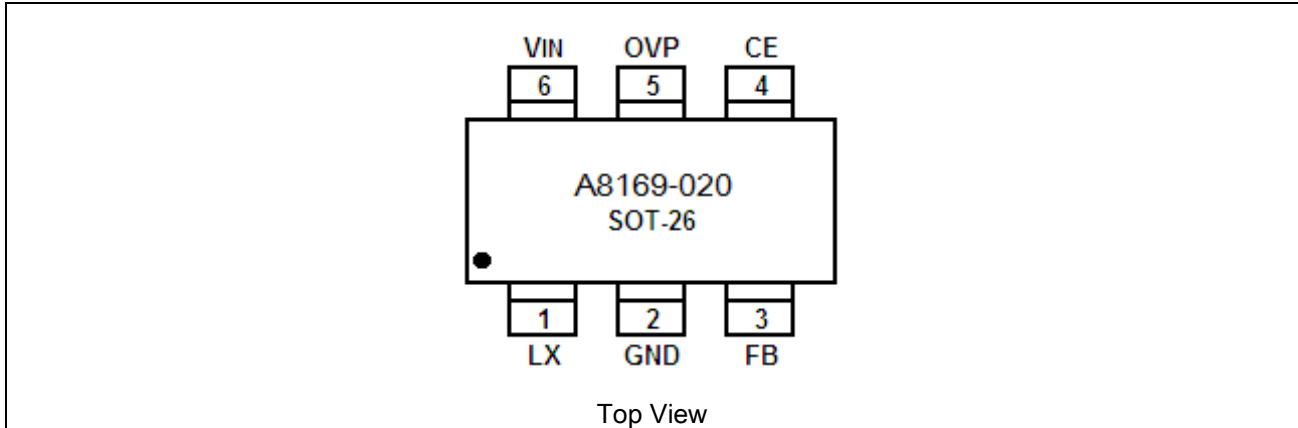 VIN OVP CE
6 5 4
A8169-020
SOT-26
1 2 3
LX GND FB
Top View